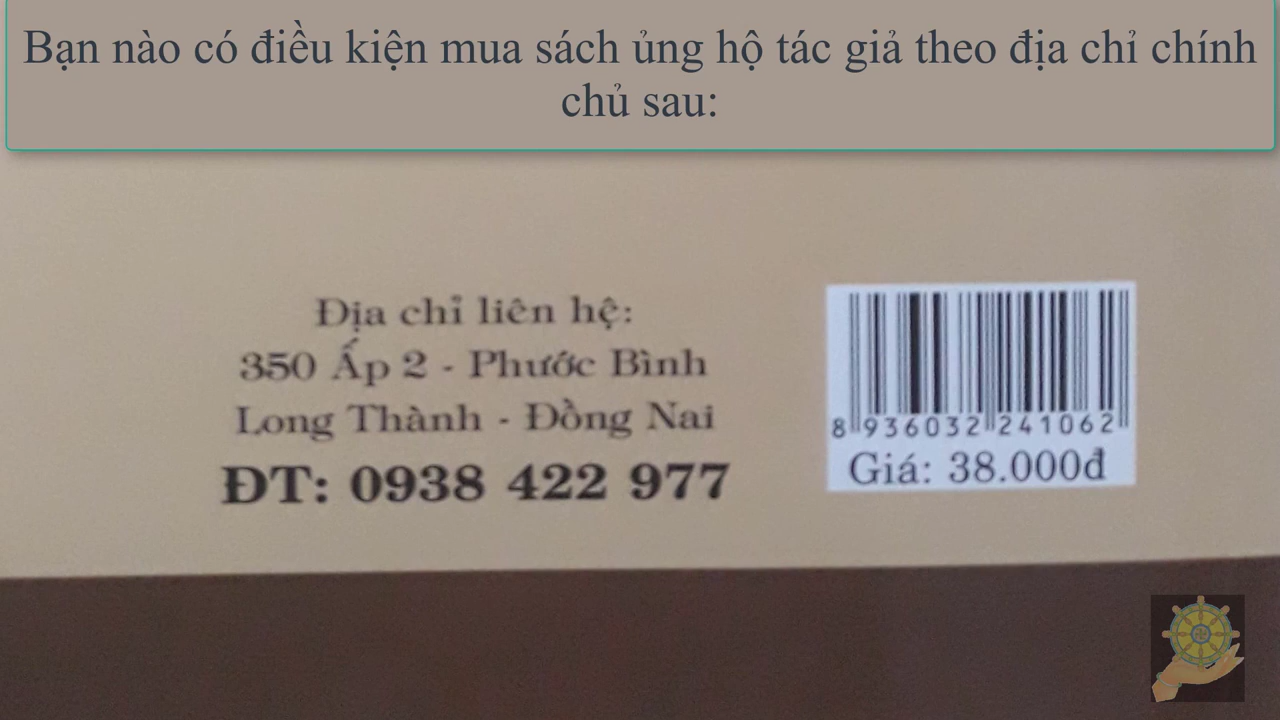 Bạn nào có điều kiện mua sách ủng hộ tác giả theo địa chỉ chính
chủ sau:
Địa chỉ liên hệ:
350 Ấp 2 - Phước Bình
Long Thành - Đồng Nai
ĐT: 0938 422 977
8 936032 241062
Giá: 38.000đ